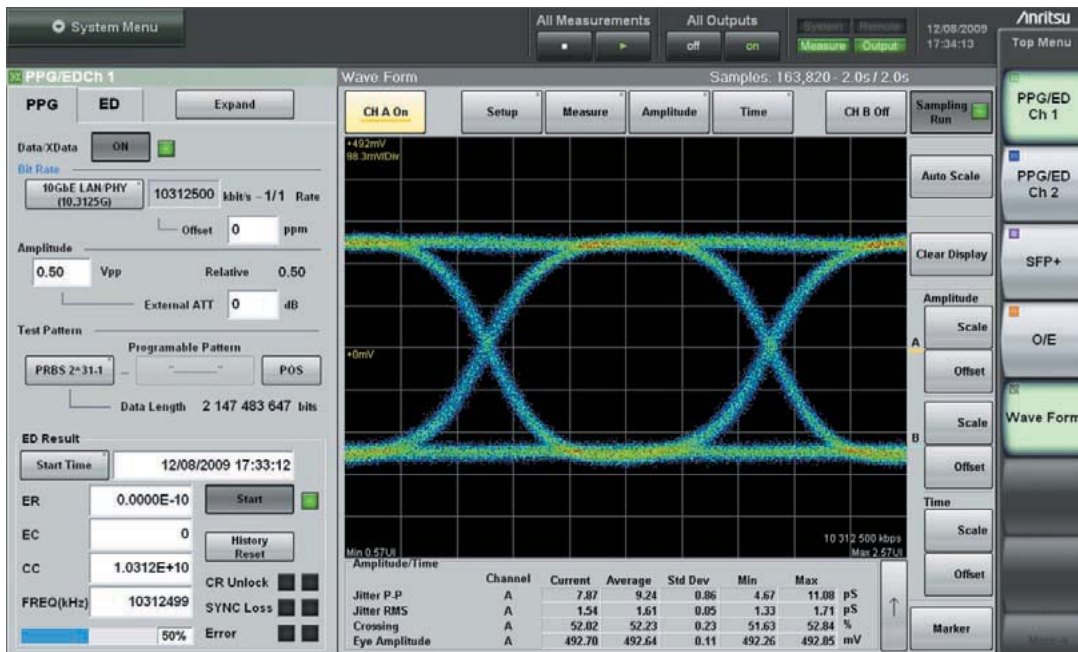 System Menu
All Measurements
All Outputs
off
on
System
Remote
Measure
Output
12/08/2009
17:34:13
Anritsu
Top Menu
PPG/EDCh 1
PPG
ED
Expand
Data/XData
ON
Bit Rate
10GbE LAN/PHY
(10.3125G)
10312500 kbit/s - 1/1 Rate
Offset 0 ppm
Amplitude
0.50 Vpp Relative 0.50
External ATT 0 dB
Test Pattern
Programable Pattern
PRBS 2^31-1
POS
Data Length 2 147 483 647 bits
ED Result
Start Time 12/08/2009 17:33:12
ER 0.0000E-10 Start
EC 0
History
Reset
CC 1.0312E+10
CR Unlock
FREQ(kHz) 10312499
SYNC Loss
50%
Error
Wave Form
Samples: 163,820 - 2.0s / 2.0s
CH A On
Setup
Measure
Amplitude
Time
CH B Off
Sampling
Run
+492mV
98.3mV/Div
+0mV
10 312 500 kbps
Min 0.57UI
Max 2.57UI
Auto Scale
Clear Display
Amplitude
A
Scale
Offset
B
Scale
Offset
Time
Scale
Offset
Marker
Amplitude/Time
Channel Current Average Std Dev Min Max
Jitter P-P A 7.87 9.24 0.86 4.67 11.08 pS
Jitter RMS A 1.54 1.61 0.05 1.33 1.71 pS
Crossing A 52.02 52.23 0.23 51.63 52.84 %
Eye Amplitude A 492.70 492.64 0.11 492.26 492.85 mV
PPG/ED
Ch 1
PPG/ED
Ch 2
SFP+
O/E
Wave Form